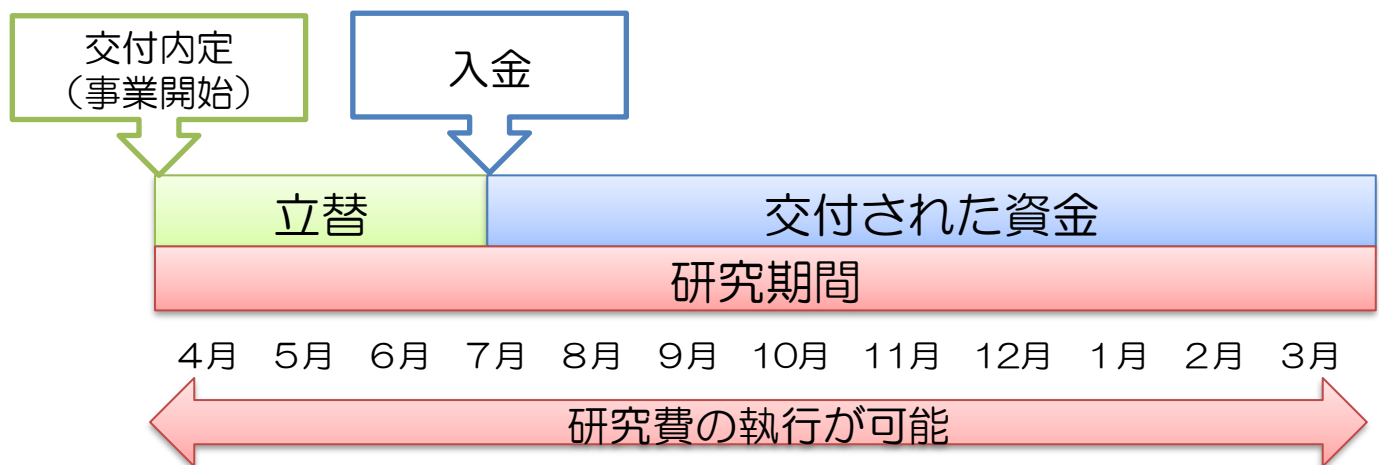 交付内定
(事業開始)
入金
立替
交付された資金
研究期間
4月 5月 6月 7月 8月 9月 10月 11月 12月 1月 2月 3月
研究費の執行が可能